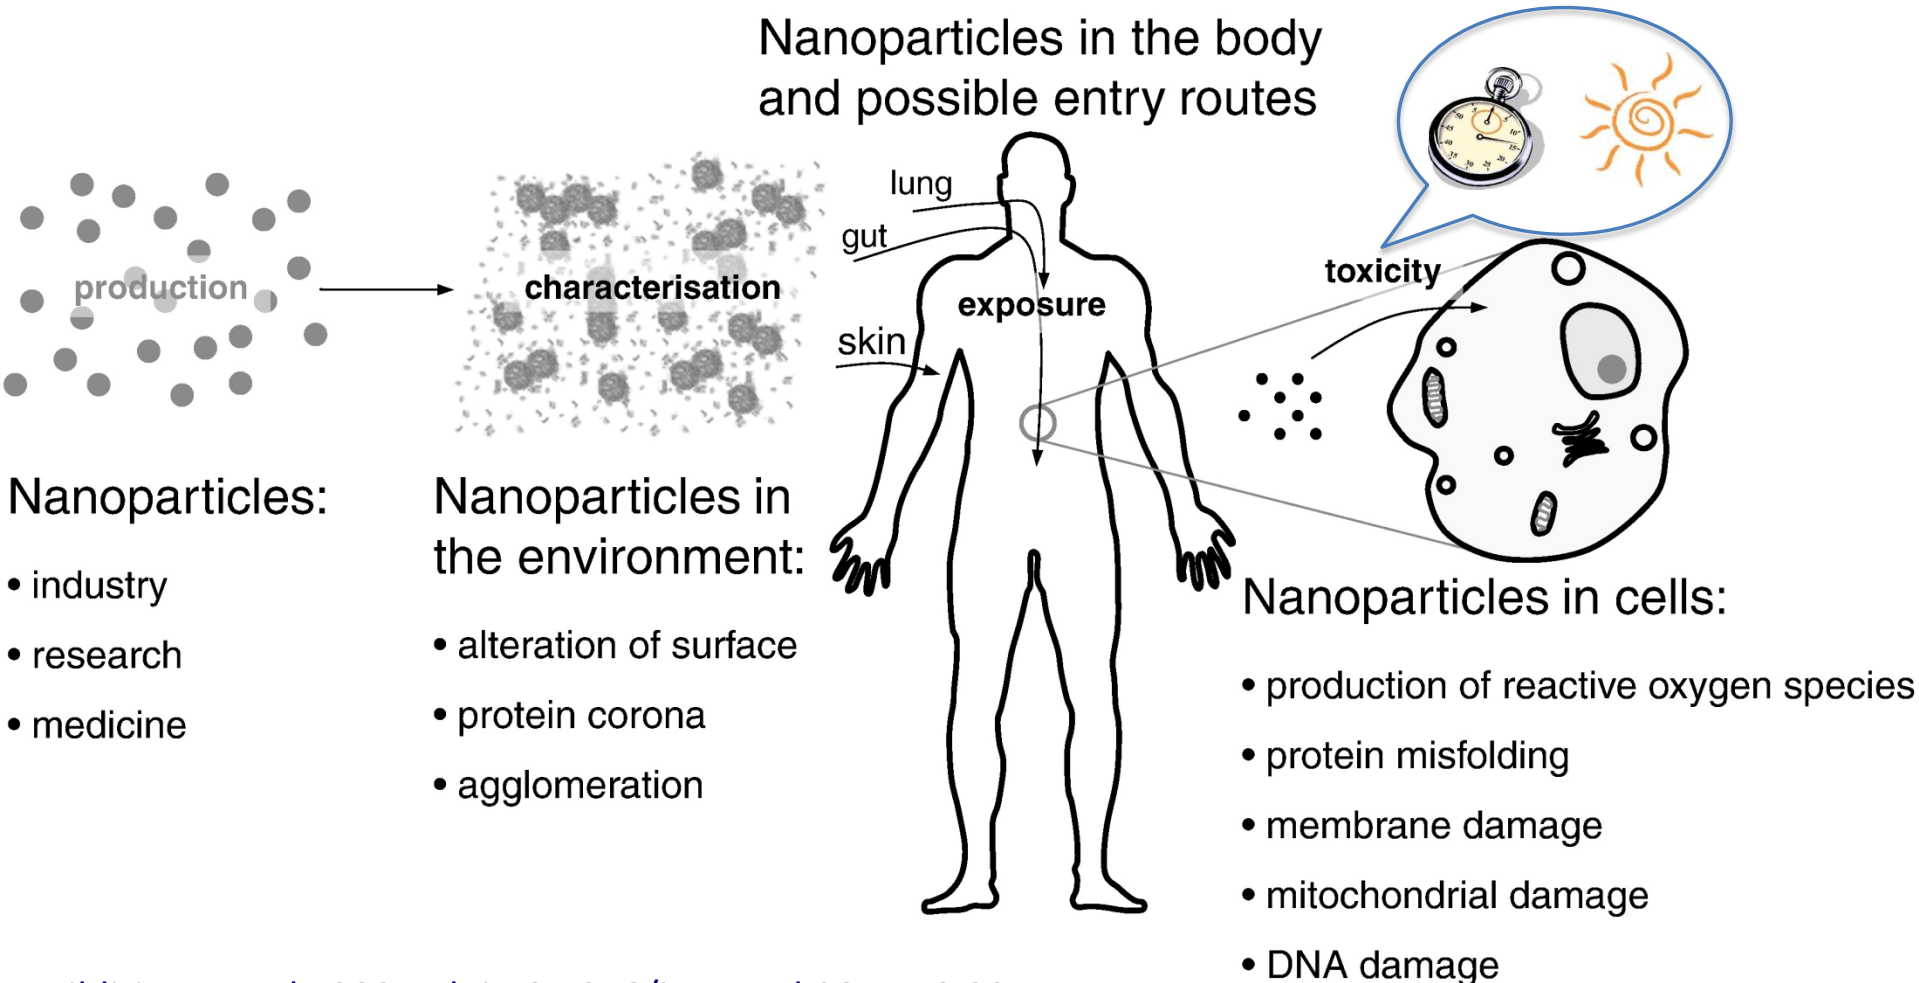 Nanoparticles in the body
and possible entry routes
lung
gut
skin
production
characterisation
exposure
toxicity
Nanoparticles:
• industry
• research
• medicine
Nanoparticles in
the environment:
• alteration of surface
• protein corona
• agglomeration
Nanoparticles in cells:
• production of reactive oxygen species
• protein misfolding
• membrane damage
• mitochondrial damage
• DNA damage